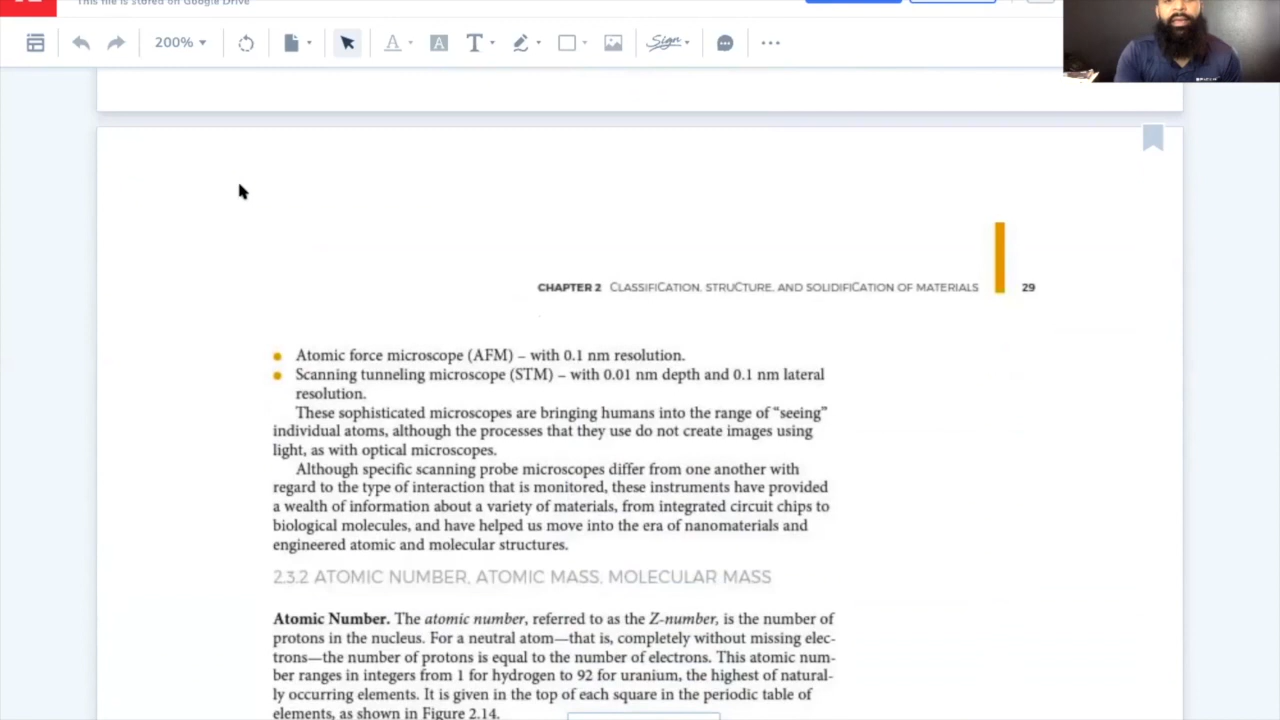 This file is stored on Google Drive
200%
A
A
T
Sign
CHAPTER 2 CLASSIFICATION, STRUCTURE, AND SOLIDIFICATION OF MATERIALS 29
Atomic force microscope (AFM) – with 0.1 nm resolution.
Scanning tunneling microscope (STM) – with 0.01 nm depth and 0.1 nm lateral
resolution.
These sophisticated microscopes are bringing humans into the range of “seeing”
individual atoms, although the processes that they use do not create images using
light, as with optical microscopes.
Although specific scanning probe microscopes differ from one another with
regard to the type of interaction that is monitored, these instruments have provided
a wealth of information about a variety of materials, from integrated circuit chips to
biological molecules, and have helped us move into the era of nanomaterials and
engineered atomic and molecular structures.
2.3.2 ATOMIC NUMBER, ATOMIC MASS, MOLECULAR MASS
Atomic Number. The atomic number, referred to as the Z-number, is the number of
protons in the nucleus. For a neutral atom—that is, completely without missing elec-
trons—the number of protons is equal to the number of electrons. This atomic num-
ber ranges in integers from 1 for hydrogen to 92 for uranium, the highest of natural-
ly occurring elements. It is given in the top of each square in the periodic table of
elements, as shown in Figure 2.14.